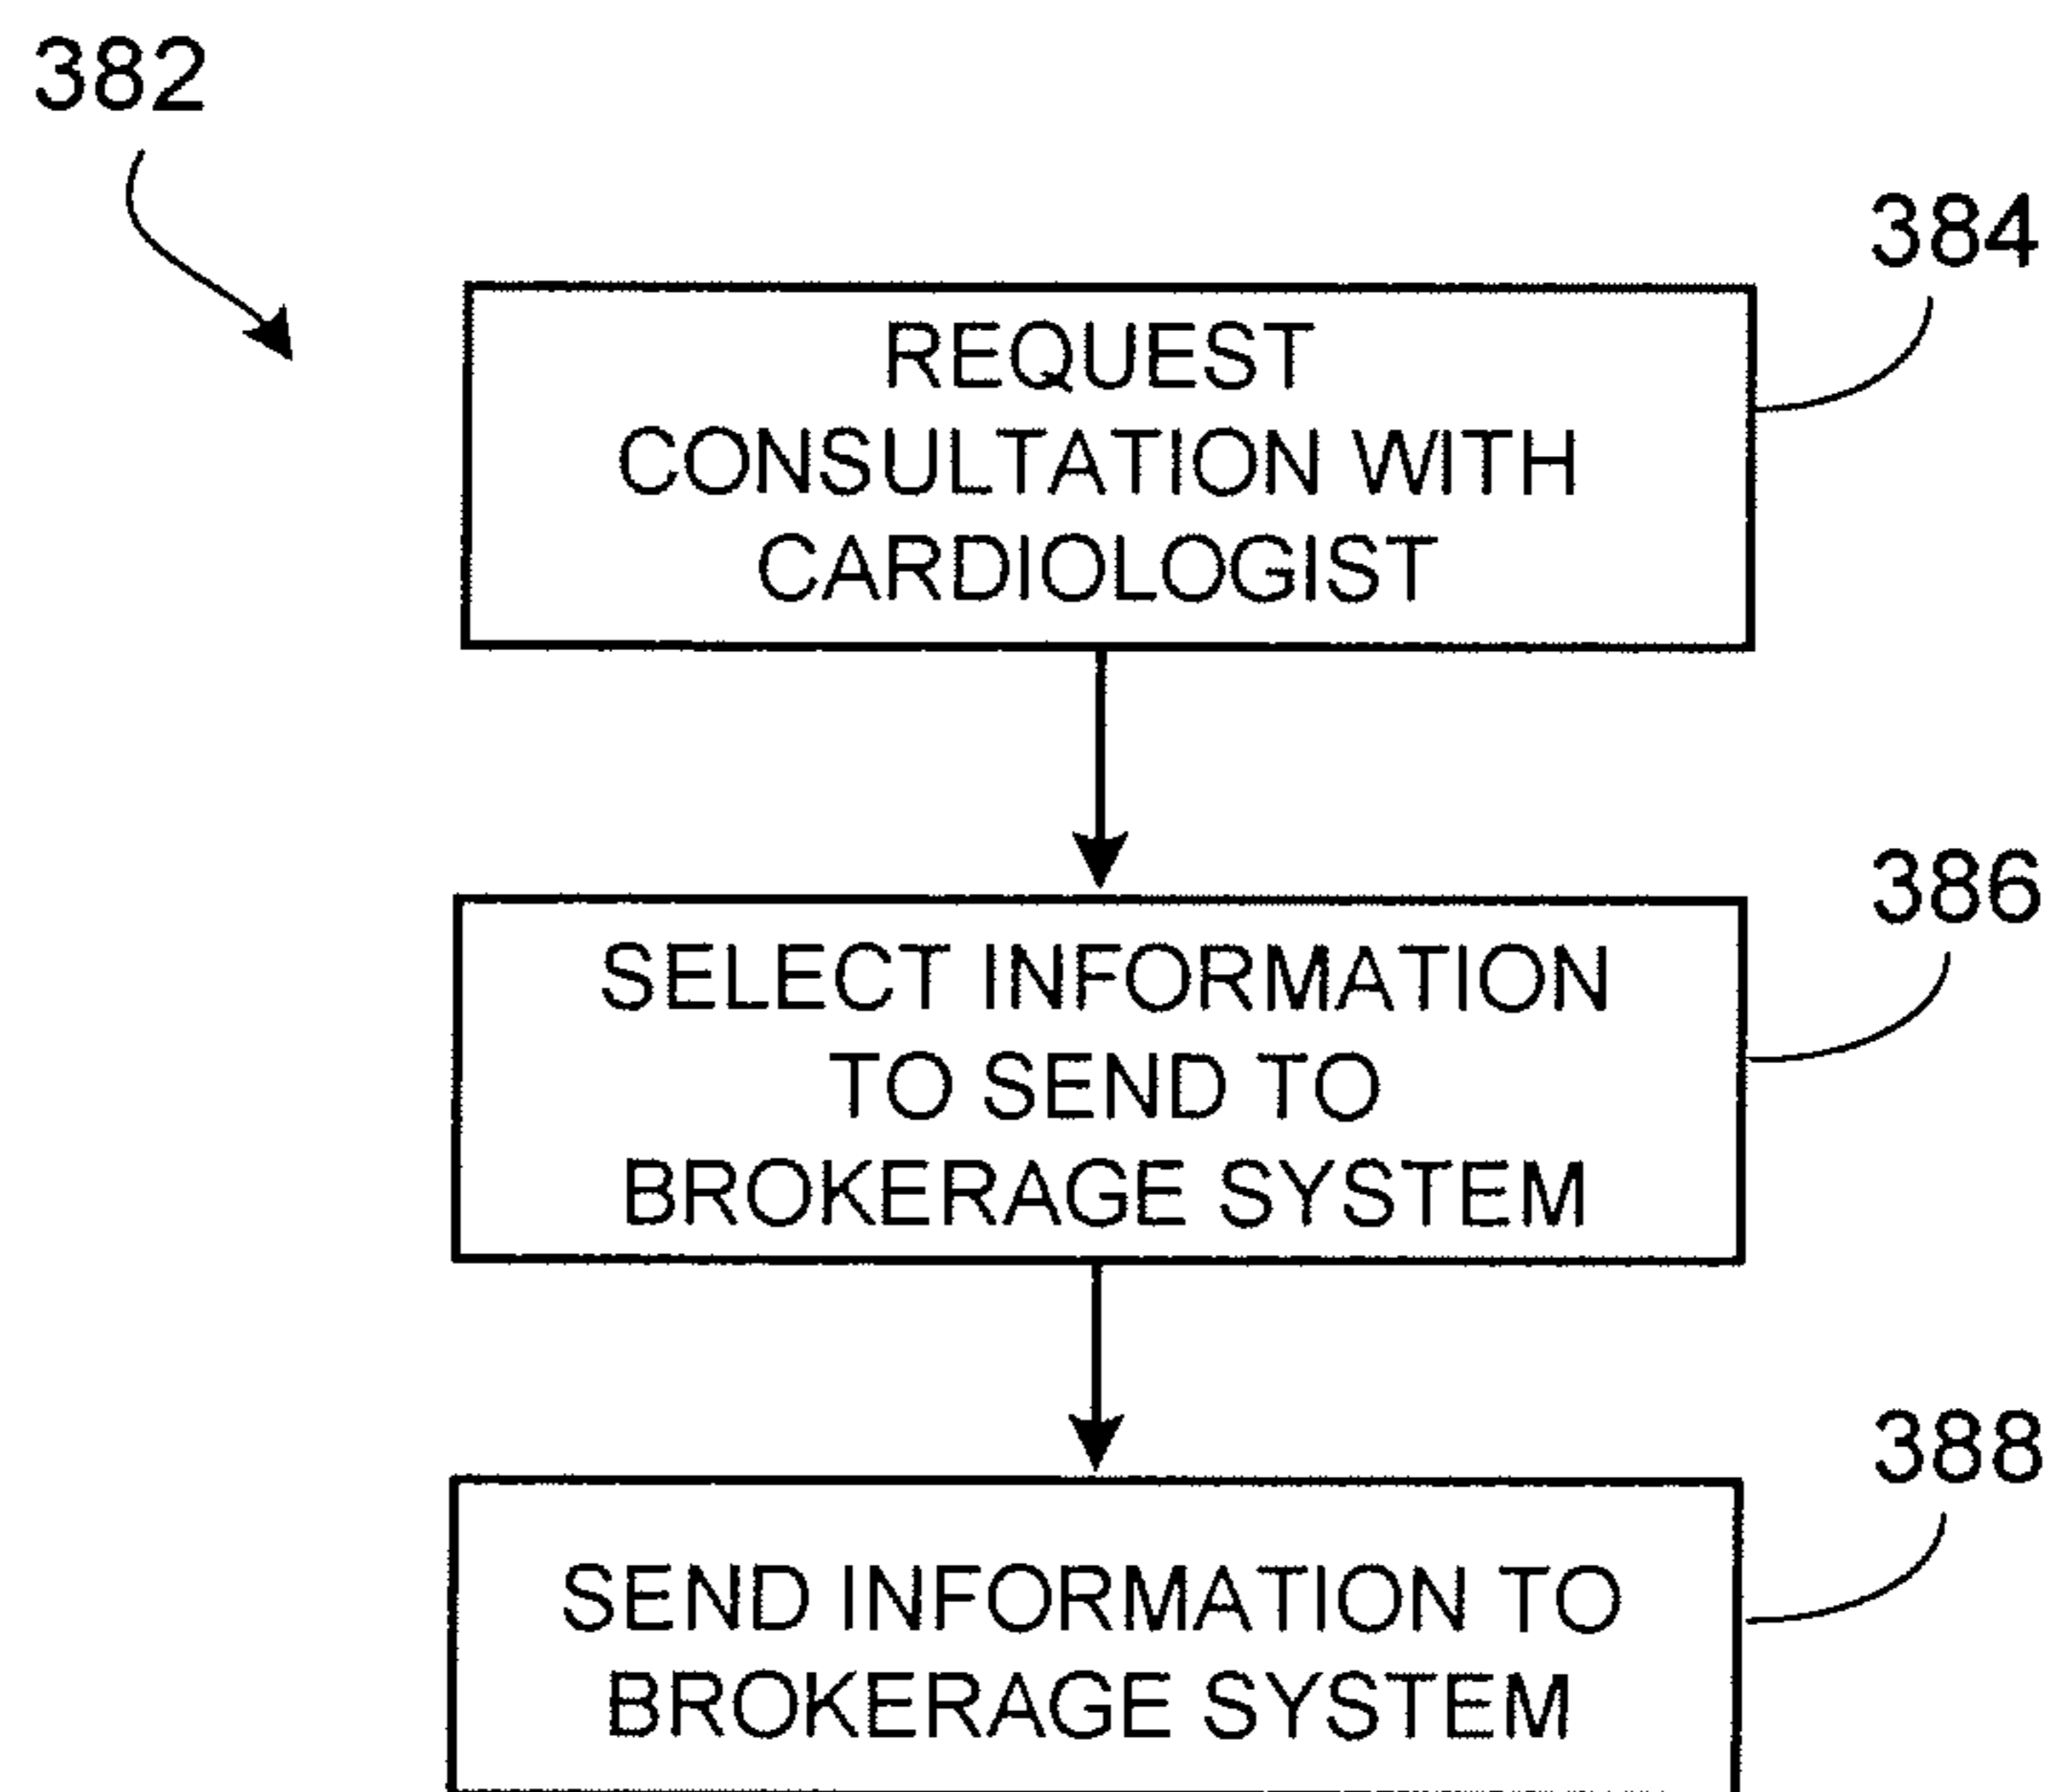 382
384
REQUEST
CONSULTATION WITH
CARDIOLOGIST
386
SELECT INFORMATION
TO SEND TO
BROKERAGE SYSTEM
388
SEND INFORMATION TO
BROKERAGE SYSTEM